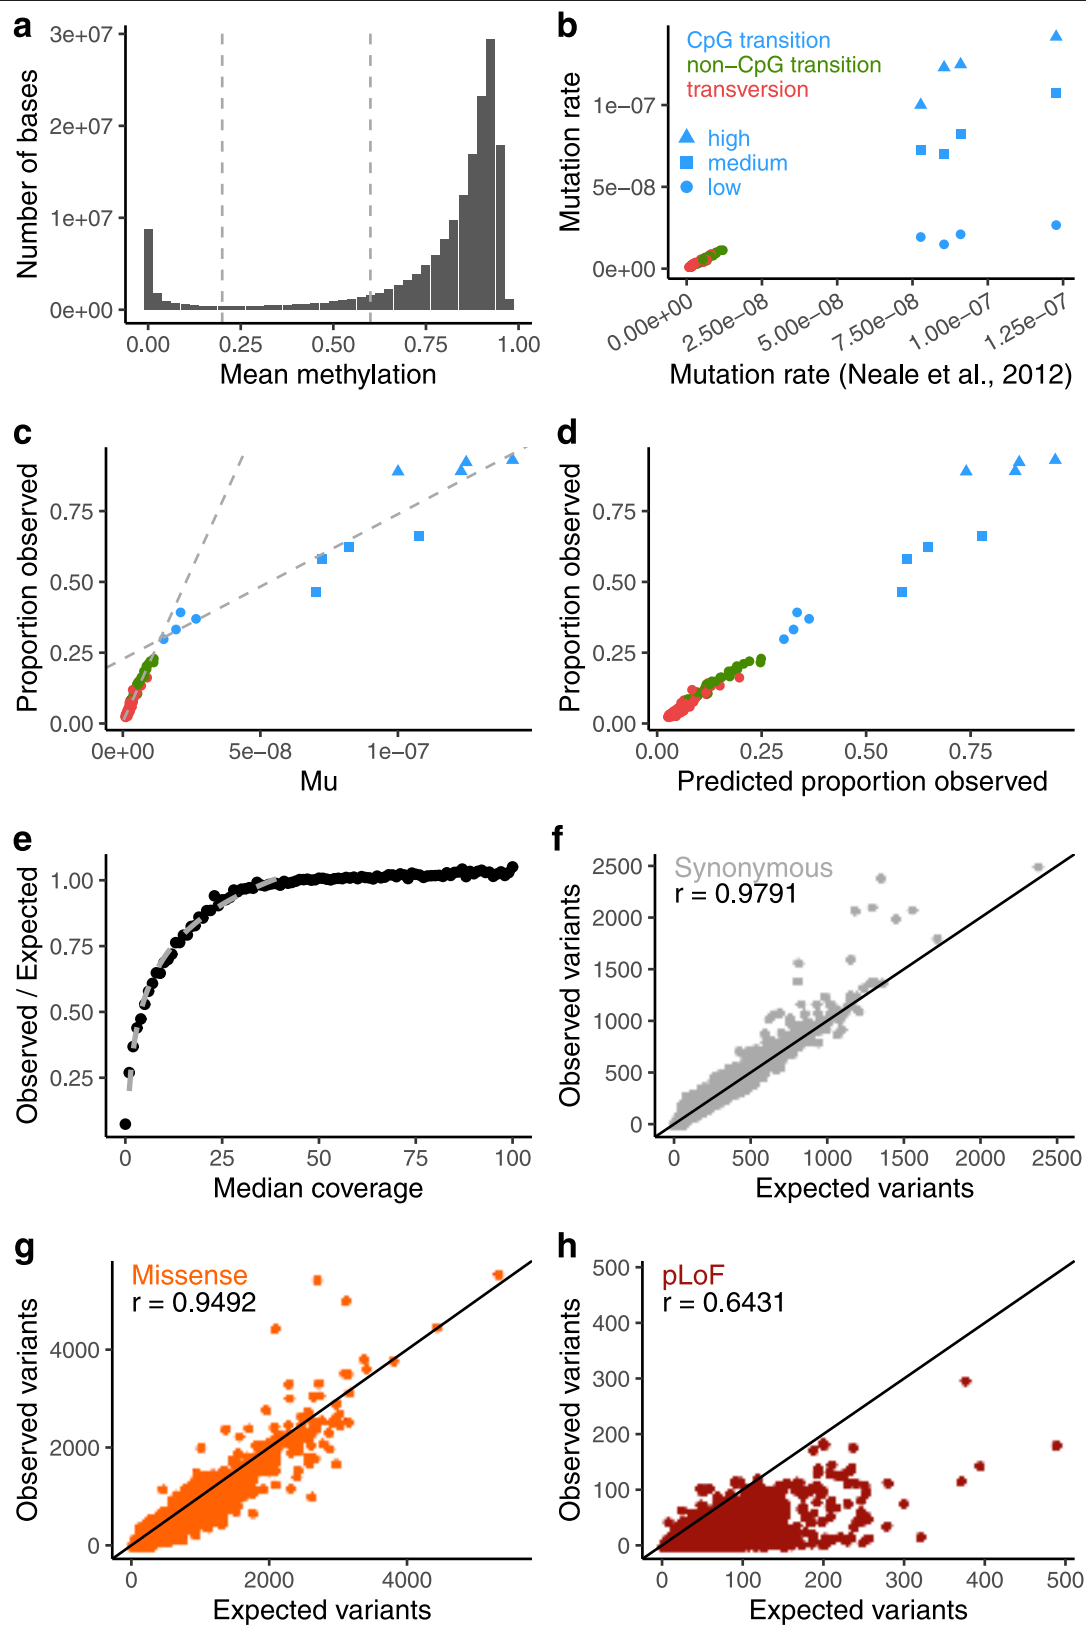 a
3e+07
2e+07
1e+07
0e+00
Number of bases
0.00
0.25
0.50
0.75
1.00
Mean methylation
b
CpG transition
non−CpG transition
transversion
high
medium
low
1e−07
5e−08
0e+00
Mutation rate
0.00e+00
2.50e−08
5.00e−08
7.50e−08
1.00e−07
1.25e−07
Mutation rate (Neale et al., 2012)
c
0.75
0.50
0.25
0.00
Proportion observed
0e+00
5e−08
1e−07
Mu
d
0.75
0.50
0.25
0.00
Proportion observed
0.00
0.25
0.50
0.75
Predicted proportion observed
e
1.00
0.75
0.50
0.25
Observed / Expected
0
25
50
75
100
Median coverage
f
Synonymous
r = 0.9791
2500
2000
1500
1000
500
0
Observed variants
0
500
1000
1500
2000
2500
Expected variants
g
Missense
r = 0.9492
4000
2000
0
Observed variants
0
2000
4000
Expected variants
h
pLoF
r = 0.6431
500
400
300
200
100
0
Observed variants
0
100
200
300
400
500
Expected variants